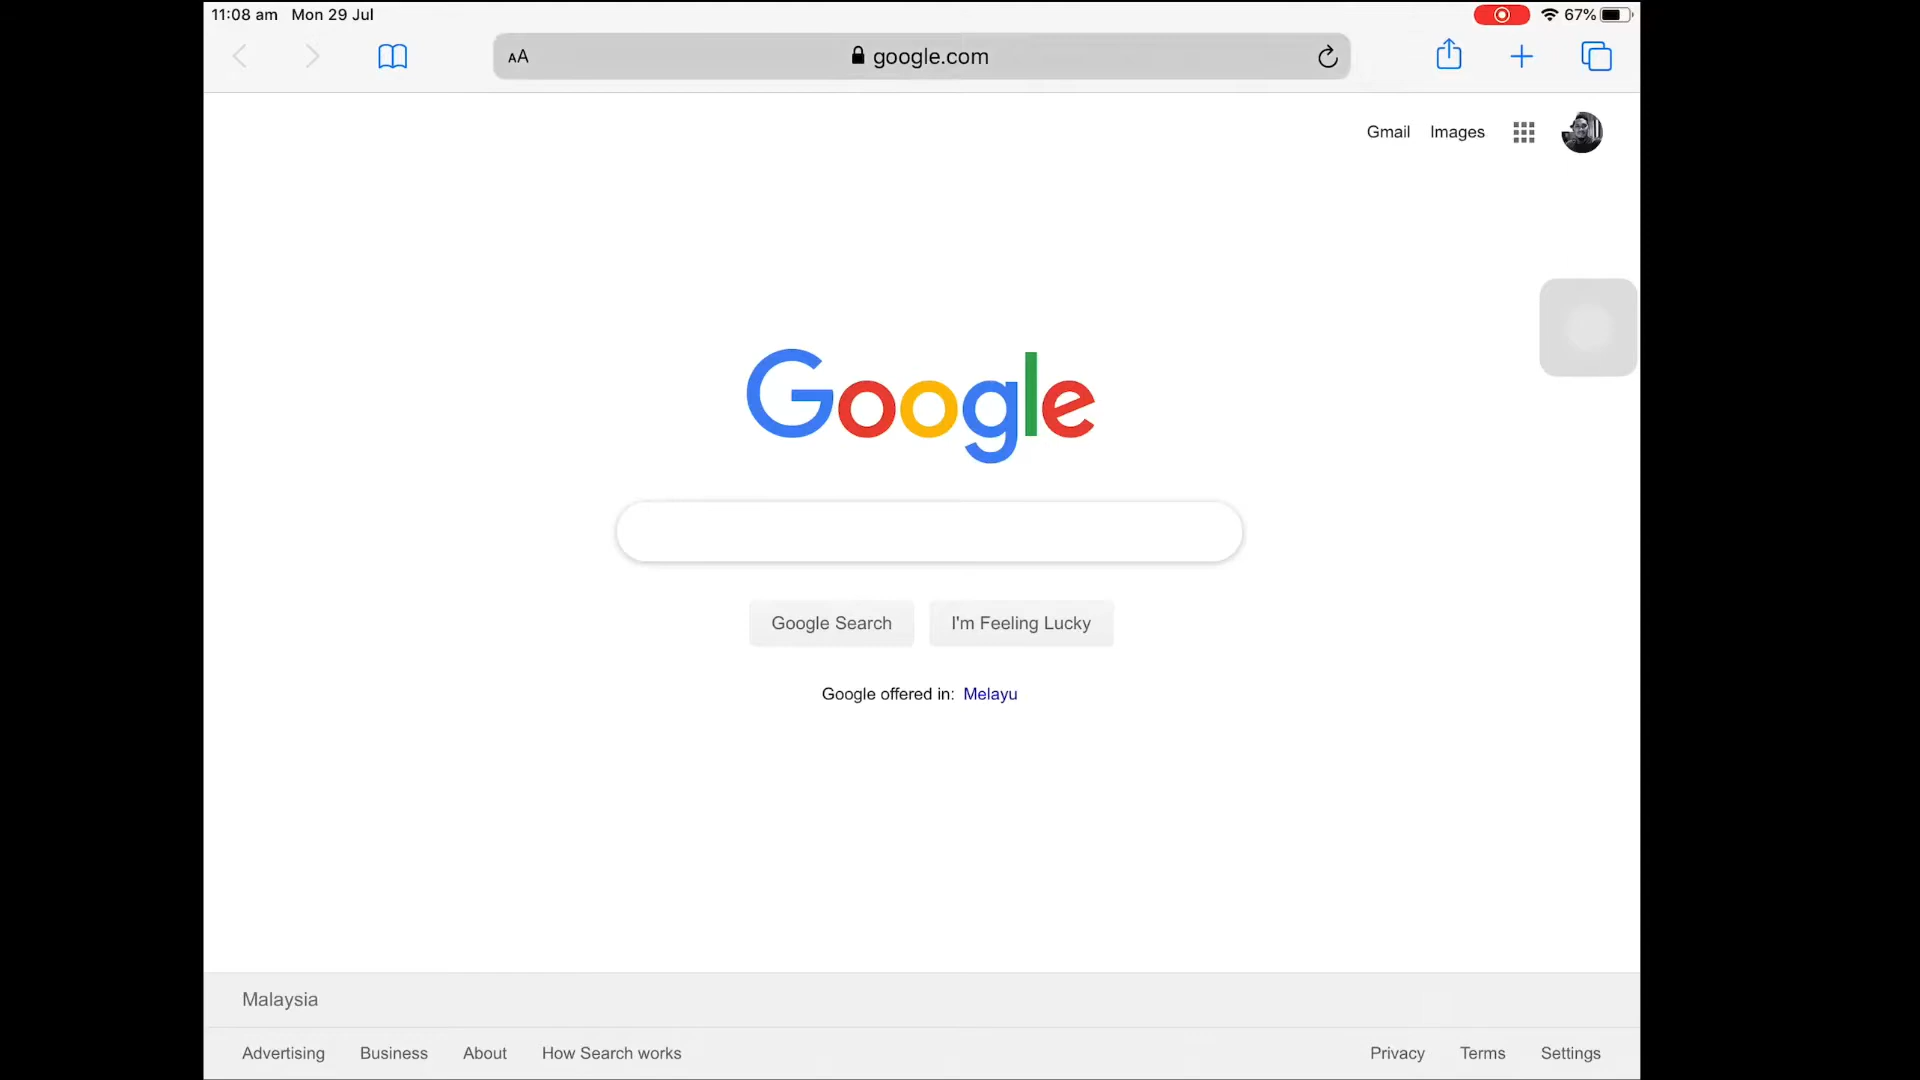 11:08 am Mon 29 Jul 67%
AA google.com
Gmail Images
Google
Google Search I'm Feeling Lucky
Google offered in: Melayu
Malaysia
Advertising Business About How Search works Privacy Terms Settings